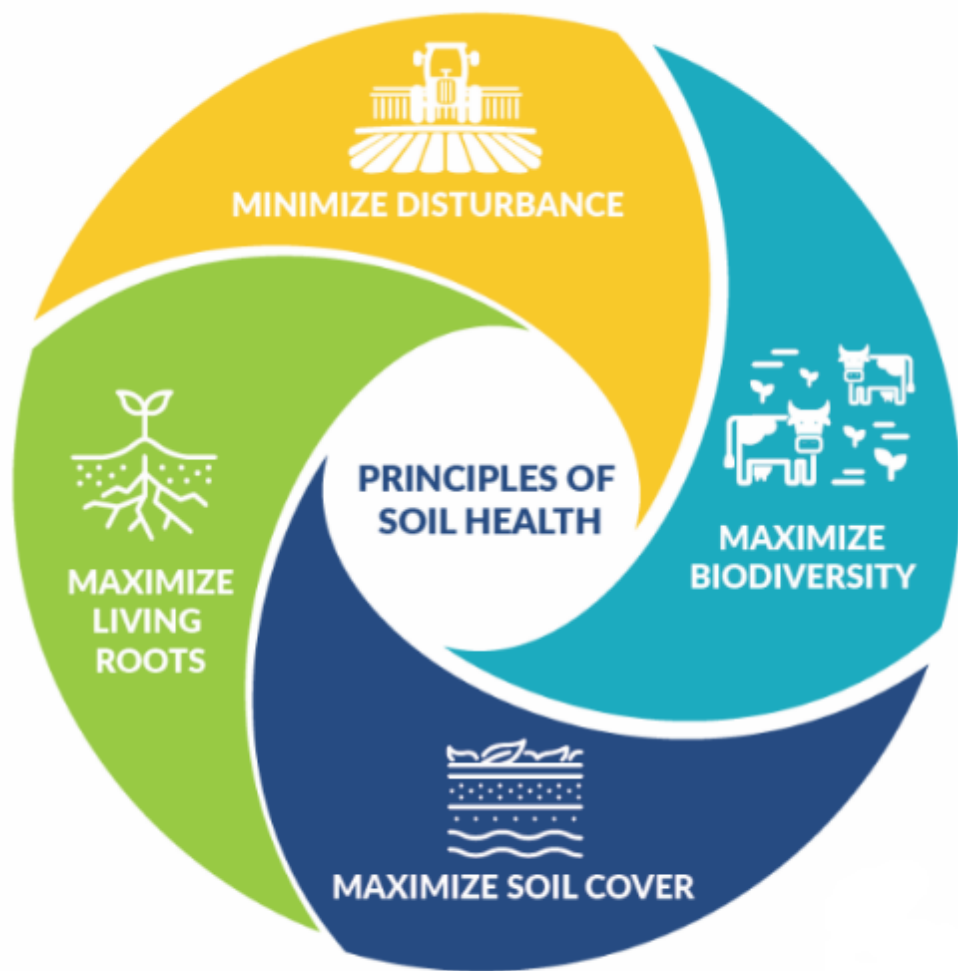 MINIMIZE DISTURBANCE
PRINCIPLES OF
SOIL HEALTH
MAXIMIZE
BIODIVERSITY
MAXIMIZE
LIVING
ROOTS
MAXIMIZE SOIL COVER